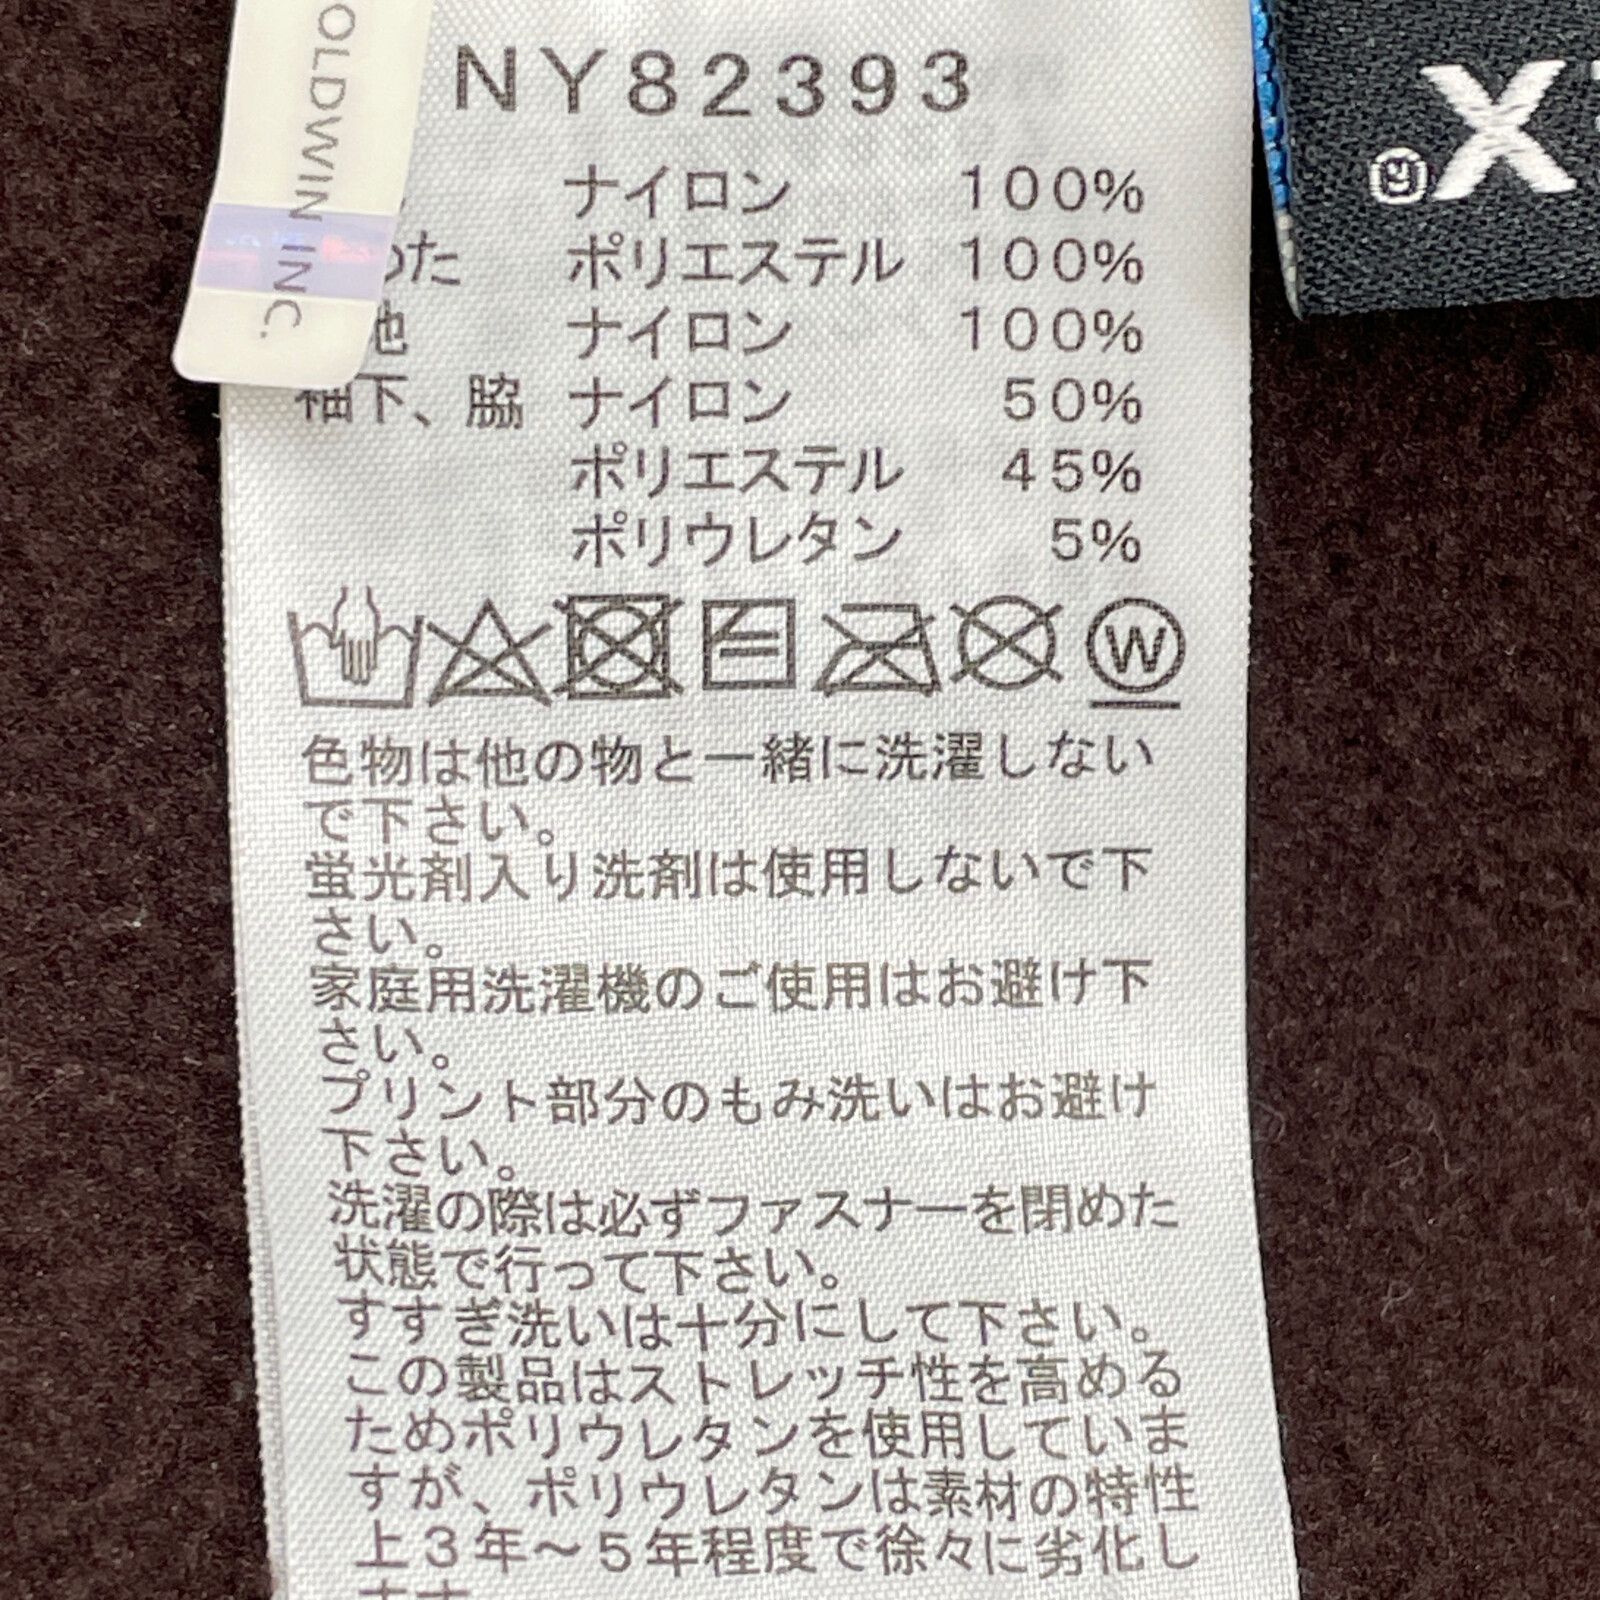 OLDWIN INC.
NY82393
ナイロン 100%
わた ポリエステル 100%
地 ナイロン 100%
袖下、脇 ナイロン 50%
ポリエステル 45%
ポリウレタン 5%
W
色物は他の物と一緒に洗濯しない
で下さい。
蛍光剤入り洗剤は使用しないで下
さい。
家庭用洗濯機のご使用はお避け下
さい。
プリント部分のもみ洗いはお避け
下さい。
洗濯の際は必ずファスナーを閉めた
状態で行って下さい。
すすぎ洗いは十分にして下さい。
この製品はストレッチ性を高める
ためポリウレタンを使用していま
すが、ポリウレタンは素材の特性
上3年～5年程度で徐々に劣化し
X®